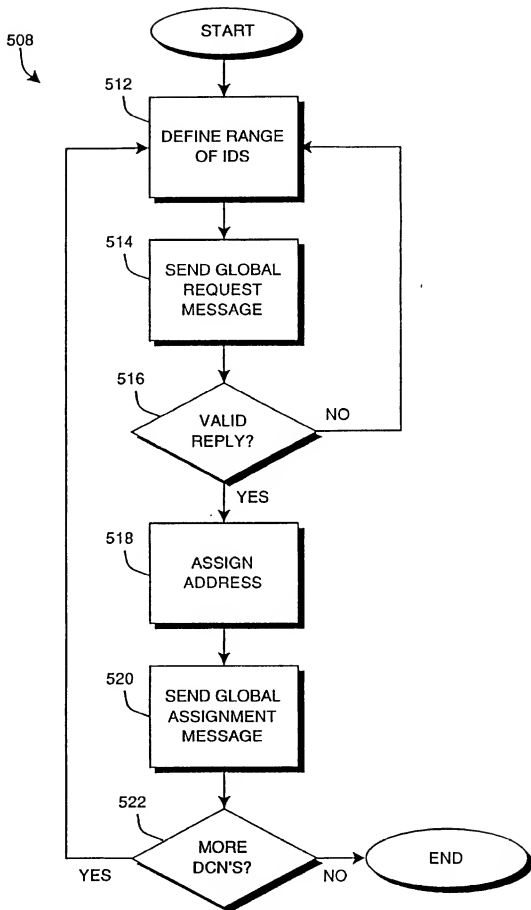 START
508
512
DEFINE RANGE
OF IDS
514
SEND GLOBAL
REQUEST
MESSAGE
516
VALID
REPLY?
NO
YES
518
ASSIGN
ADDRESS
520
SEND GLOBAL
ASSIGNMENT
MESSAGE
522
MORE
DCN'S?
YES
NO
END